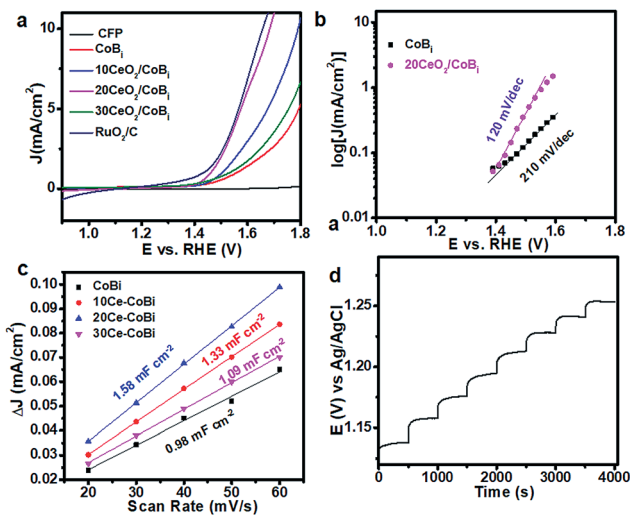 a
CFP
CoBi
10CeO2/CoBi
20CeO2/CoBi
30CeO2/CoBi
RuO2/C
J(mA/cm2)
10
5
0
1.0 1.2 1.4 1.6 1.8
E vs. RHE (V)
b
CoBi
20CeO2/CoBi
120 mV/dec
210 mV/dec
log[J(mA/cm2)]
100
10
1
0.1
0.01
1.0 1.2 1.4 1.6 1.8
a
E vs. RHE (V)
c
CoBi
10Ce-CoBi
20Ce-CoBi
30Ce-CoBi
1.58 mF cm-2
1.33 mF cm-2
1.09 mF cm-2
0.98 mF cm-2
ΔJ (mA/cm2)
0.10
0.09
0.08
0.07
0.06
0.05
0.04
0.03
0.02
20 30 40 50 60
Scan Rate (mV/s)
d
E (V) vs Ag/AgCl
1.25
1.20
1.15
0 1000 2000 3000 4000
Time (s)